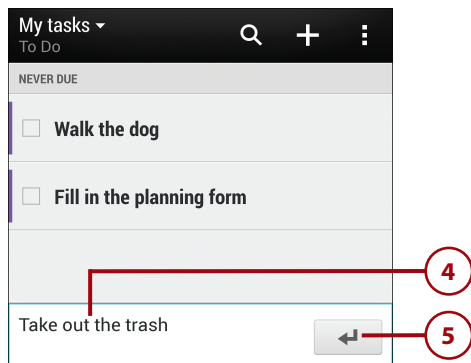 My tasks
To Do
NEVER DUE
Walk the dog
Fill in the planning form
4
Take out the trash
5